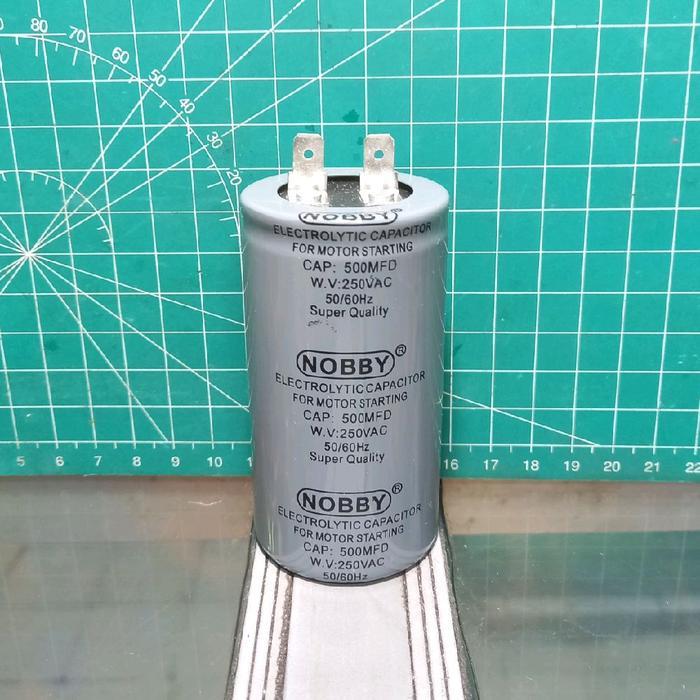 80
70
60
50
40
30
20
NOBBY®
ELECTROLYTIC CAPACITOR
FOR MOTOR STARTING
CAP: 500MFD
W.V:250VAC
50/60Hz
Super Quality
NOBBY®
ELECTROLYTIC CAPACITOR
FOR MOTOR STARTING
CAP: 500MFD
W.V:250VAC
50/60Hz
Super Quality
5 6 7 8 9 10 16 17 18 19 20 21 22
NOBBY®
ELECTROLYTIC CAPACITOR
FOR MOTOR STARTING
CAP: 500MFD
W.V:250VAC
50/60Hz